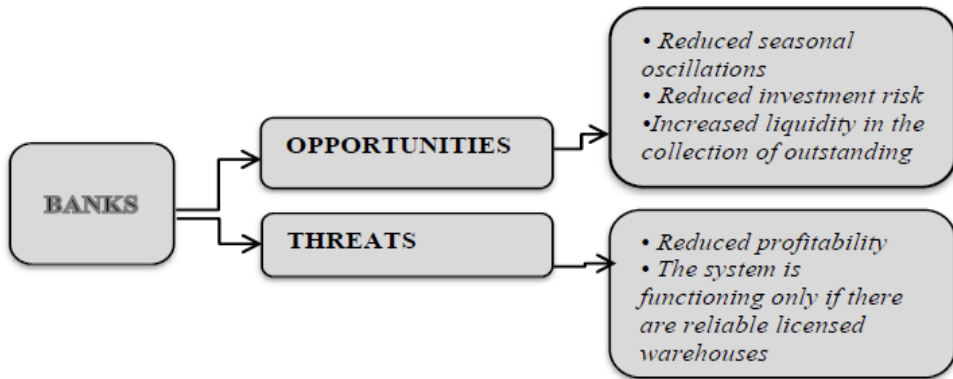 BANKS
OPPORTUNITIES
• Reduced seasonal
oscillations
• Reduced investment risk
•Increased liquidity in the
collection of outstanding
THREATS
• Reduced profitability
• The system is
functioning only if there
are reliable licensed
warehouses